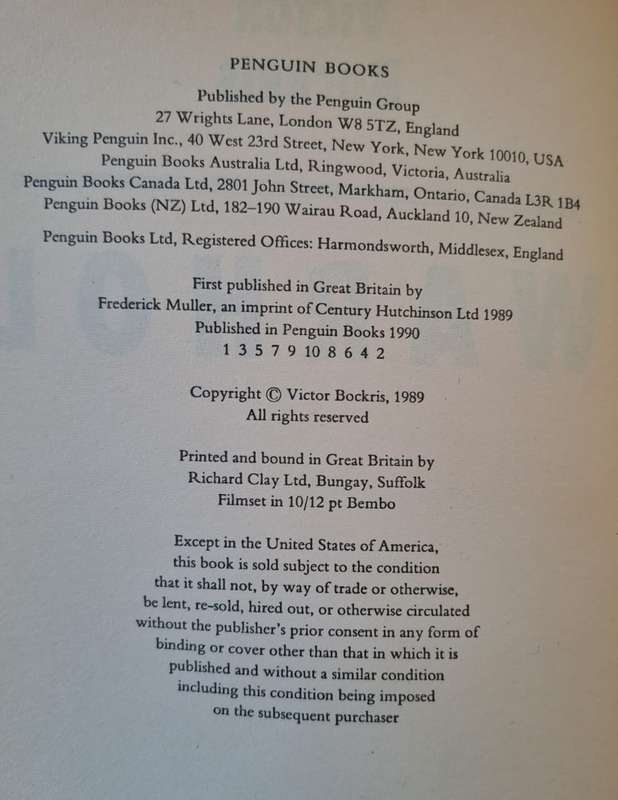 PENGUIN BOOKS
Published by the Penguin Group
27 Wrights Lane, London W8 5TZ, England
Viking Penguin Inc., 40 West 23rd Street, New York, New York 10010, USA
Penguin Books Australia Ltd, Ringwood, Victoria, Australia
Penguin Books Canada Ltd, 2801 John Street, Markham, Ontario, Canada L3R 1B4
Penguin Books (NZ) Ltd, 182–190 Wairau Road, Auckland 10, New Zealand
Penguin Books Ltd, Registered Offices: Harmondsworth, Middlesex, England
First published in Great Britain by
Frederick Muller, an imprint of Century Hutchinson Ltd 1989
Published in Penguin Books 1990
1 3 5 7 9 10 8 6 4 2
Copyright © Victor Bockris, 1989
All rights reserved
Printed and bound in Great Britain by
Richard Clay Ltd, Bungay, Suffolk
Filmset in 10/12 pt Bembo
Except in the United States of America,
this book is sold subject to the condition
that it shall not, by way of trade or otherwise,
be lent, re-sold, hired out, or otherwise circulated
without the publisher's prior consent in any form of
binding or cover other than that in which it is
published and without a similar condition
including this condition being imposed
on the subsequent purchaser